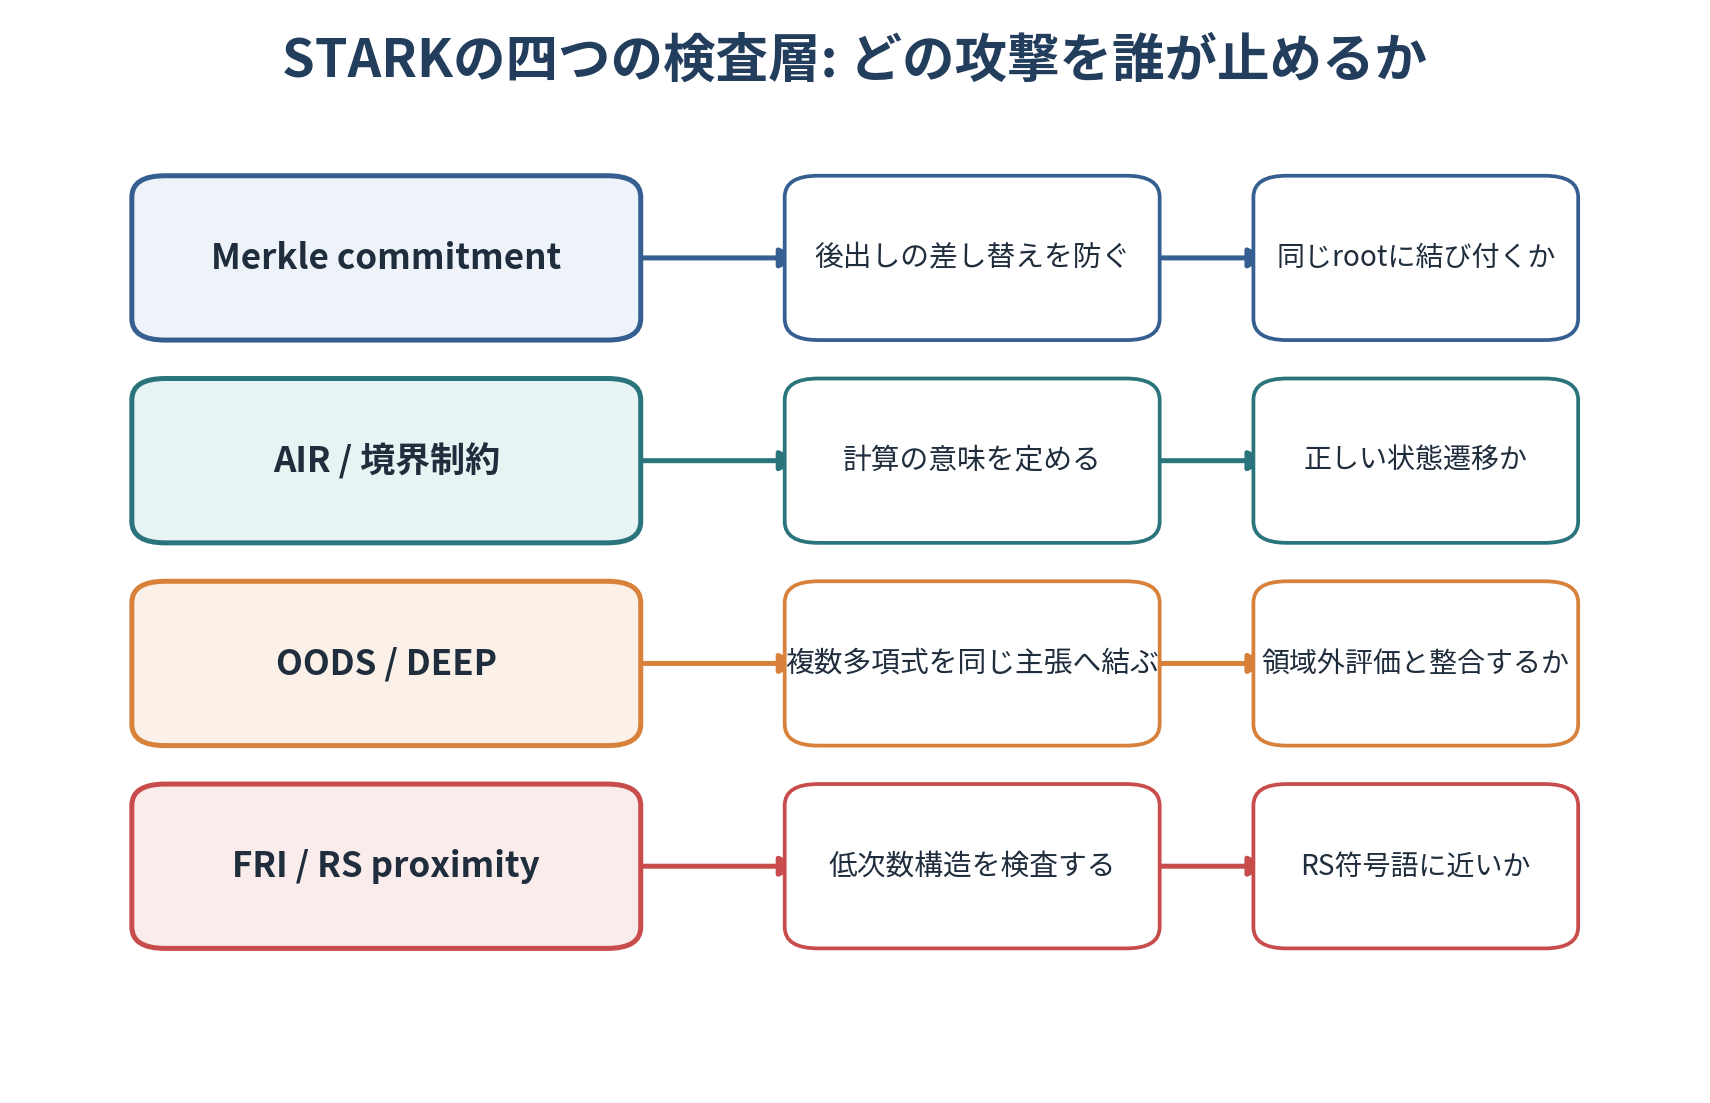 STARKの四つの検査層: どの攻撃を誰が止めるか
Merkle commitment
後出しの差し替えを防ぐ
同じrootに結び付くか
AIR / 境界制約
計算の意味を定める
正しい状態遷移か
OODS / DEEP
複数多項式を同じ主張へ結ぶ
領域外評価と整合するか
FRI / RS proximity
低次数構造を検査する
RS符号語に近いか